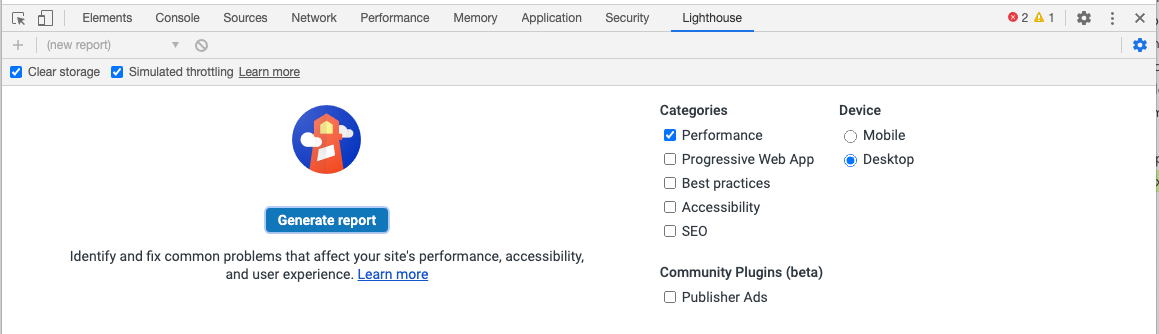 Elements Console Sources Network Performance Memory Application Security Lighthouse 2 1
(new report)
Clear storage Simulated throttling Learn more
Categories Device
Performance Mobile
Progressive Web App Desktop
Best practices
Accessibility
SEO
Generate report
Identify and fix common problems that affect your site's performance, accessibility,
and user experience. Learn more
Community Plugins (beta)
Publisher Ads